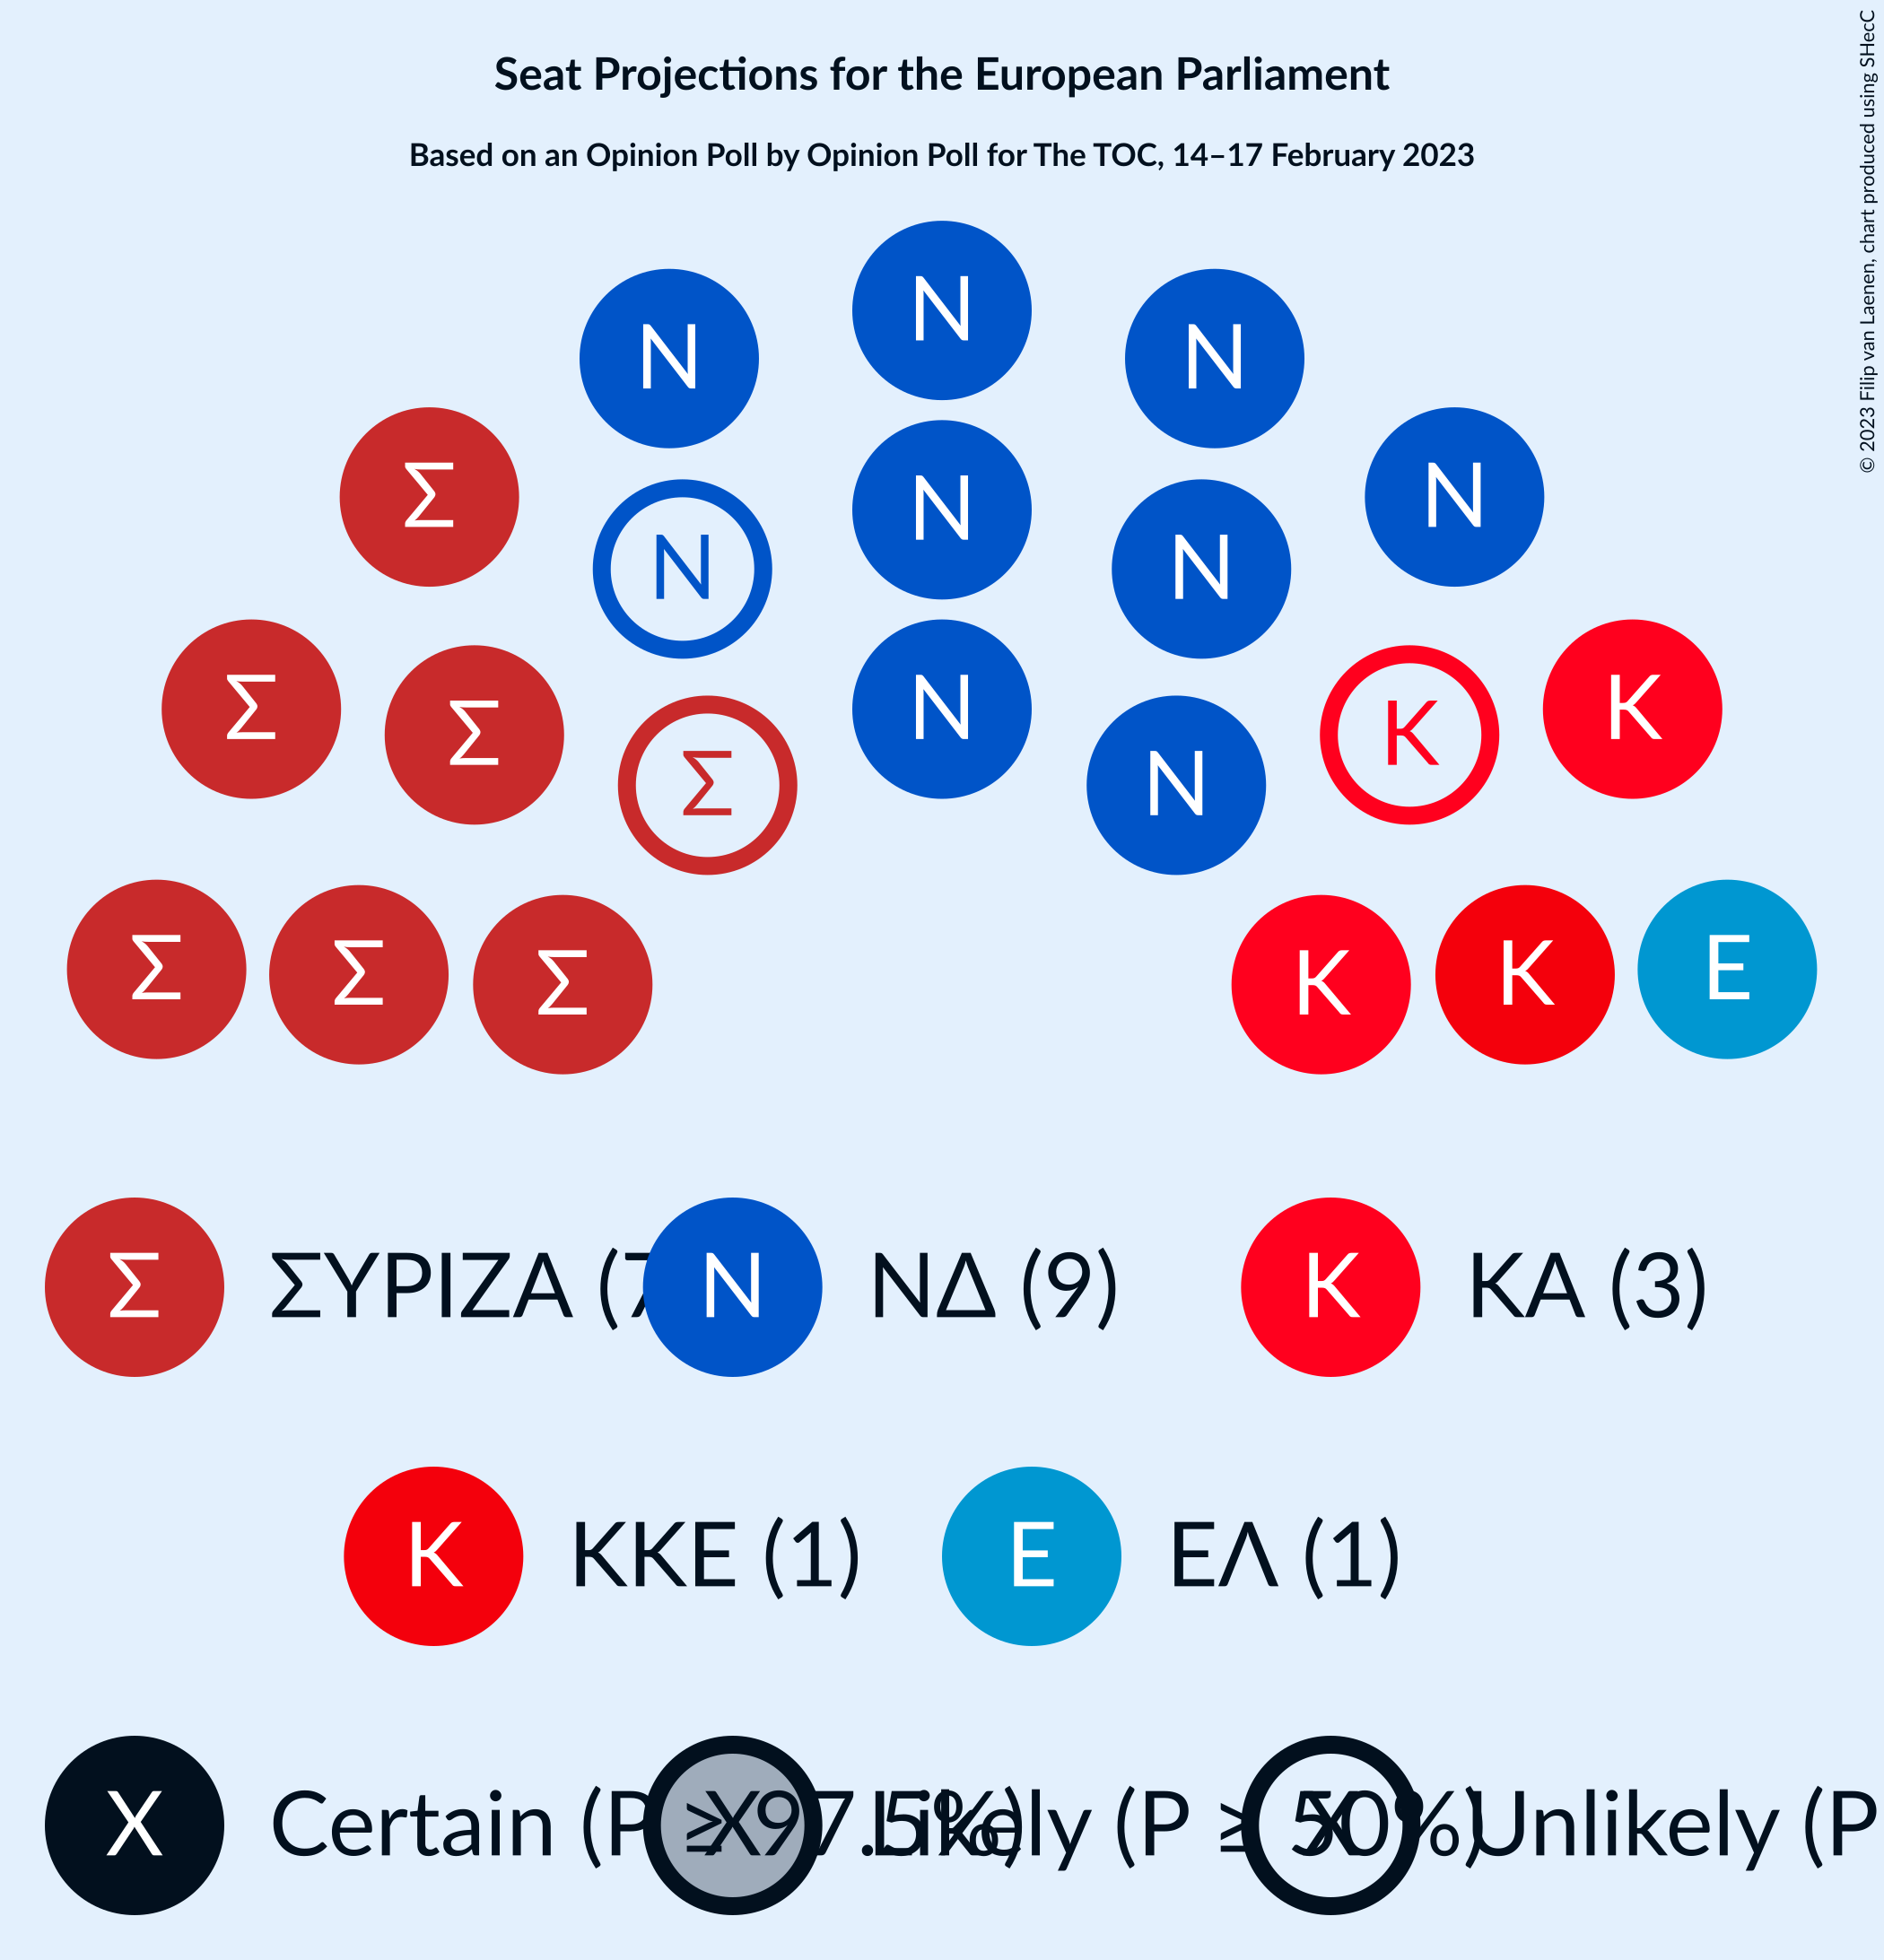 Seat Projections for the European Parliament
Based on an Opinion Poll by Opinion Poll for The TOC, 14–17 February 2023
© 2023 Filip van Laenen, chart produced using SHecC
N
N N
N
Σ N N
N N
Σ Σ Σ N N K K
Σ Σ Σ K K E
Σ ΣΥΡΙΖΑ (7 N ΝΔ (9) K ΚΑ (3)
K ΚΚΕ (1) E ΕΛ (1)
X Certain (P ≥ 97.5%) X Likely (P ≥ 50%) X Unlikely (P